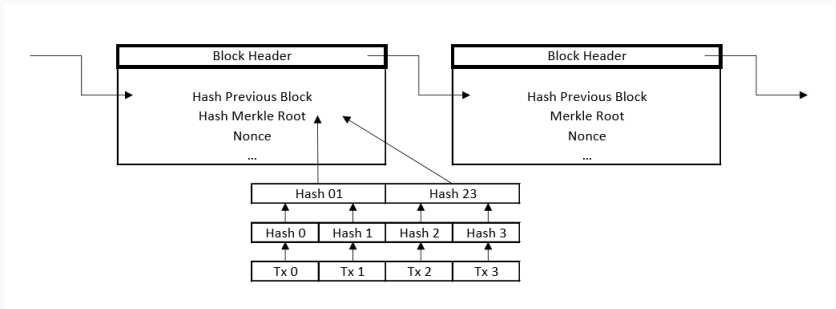 Block Header
Hash Previous Block
Hash Merkle Root
Nonce
...
Block Header
Hash Previous Block
Merkle Root
Nonce
...
Hash 01 Hash 23
Hash 0 Hash 1 Hash 2 Hash 3
Tx 0 Tx 1 Tx 2 Tx 3